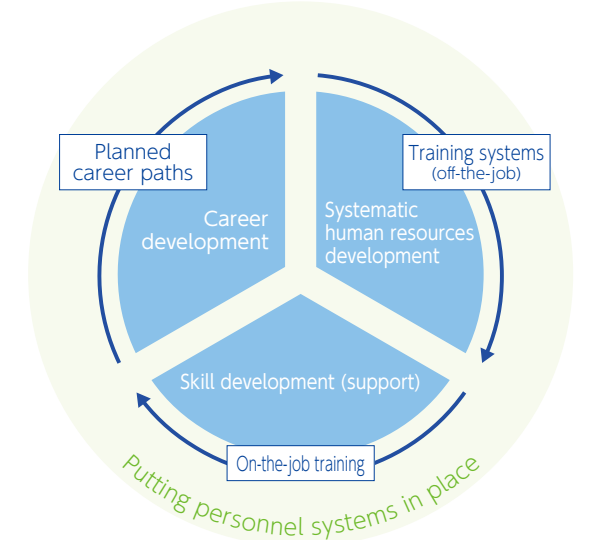 Planned
career paths
Training systems
(off-the-job)
Career
development
Systematic
human resources
development
Skill development (support)
On-the-job training
Putting personnel systems in place